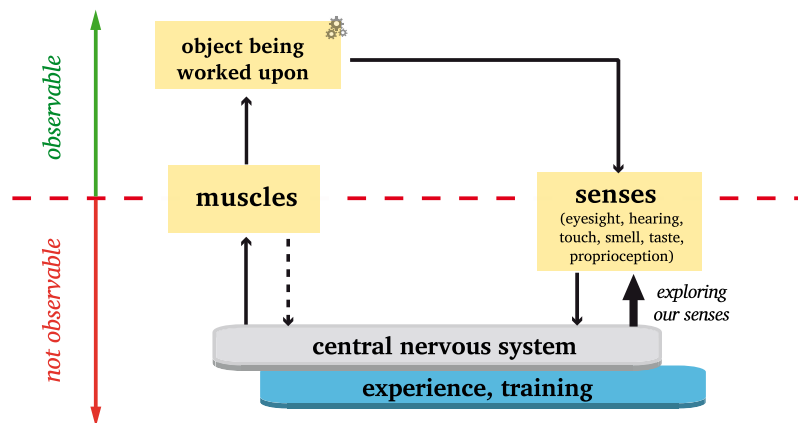 observable
not observable
object being
worked upon
muscles
senses
(eyesight, hearing,
touch, smell, taste,
proprioception)
exploring
our senses
central nervous system
experience, training